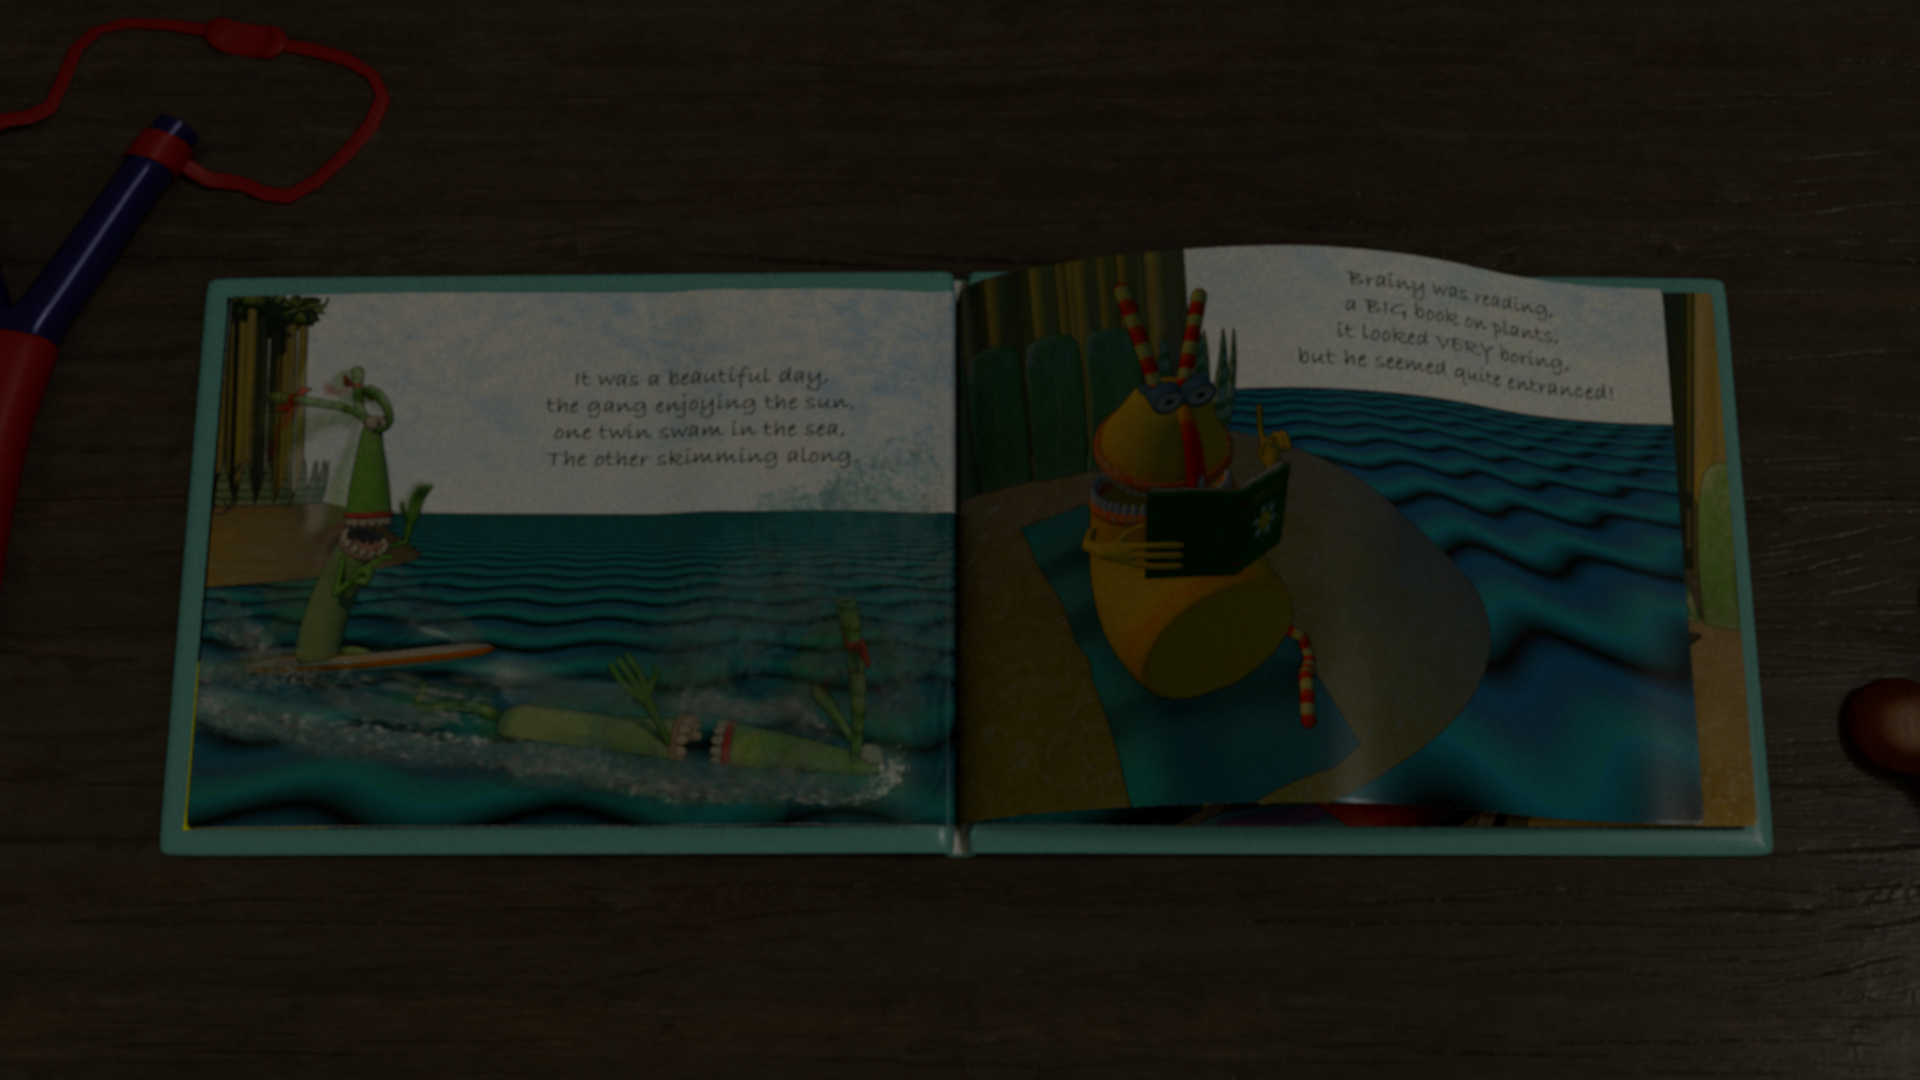 It was a beautiful day,
the gang enjoying the sun,
one twin swam in the sea,
The other skimming along.
Brainy was reading,
a BIG book on plants,
it looked VERY boring,
but he seemed quite entranced!